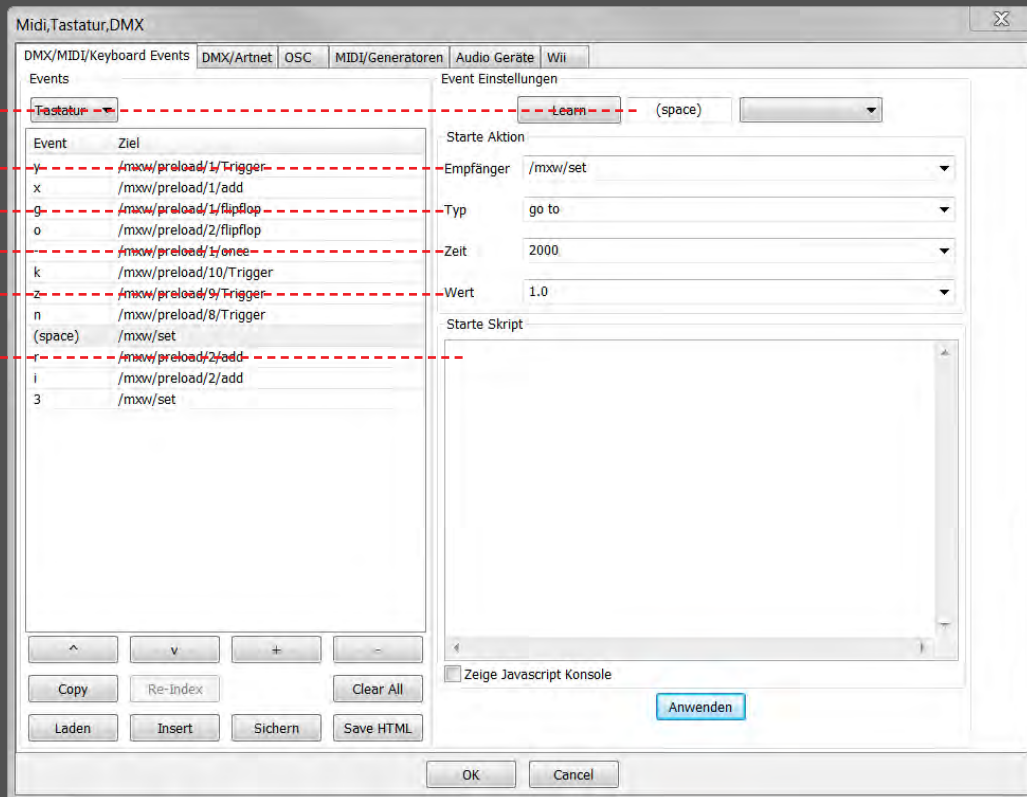 Midi,Tastatur,DMX
DMX/MIDI/Keyboard Events DMX/Artnet OSC MIDI/Generatoren Audio Geräte Wii
Events
Tastatur
Event Ziel
y /mxw/preload/1/Trigger
x /mxw/preload/1/add
g /mxw/preload/1/flipflop
o /mxw/preload/2/flipflop
- /mxw/preload/1/once
k /mxw/preload/10/Trigger
z /mxw/preload/9/Trigger
n /mxw/preload/8/Trigger
(space) /mxw/set
r /mxw/preload/2/add
i /mxw/preload/2/add
3 /mxw/set
^ v + -
Copy Re-Index Clear All
Laden Insert Sichern Save HTML
Event Einstellungen
Learn (space)
Starte Aktion
Empfänger /mxw/set
Typ go to
Zeit 2000
Wert 1.0
Starte Skript
Zeige Javascript Konsole
Anwenden
OK Cancel